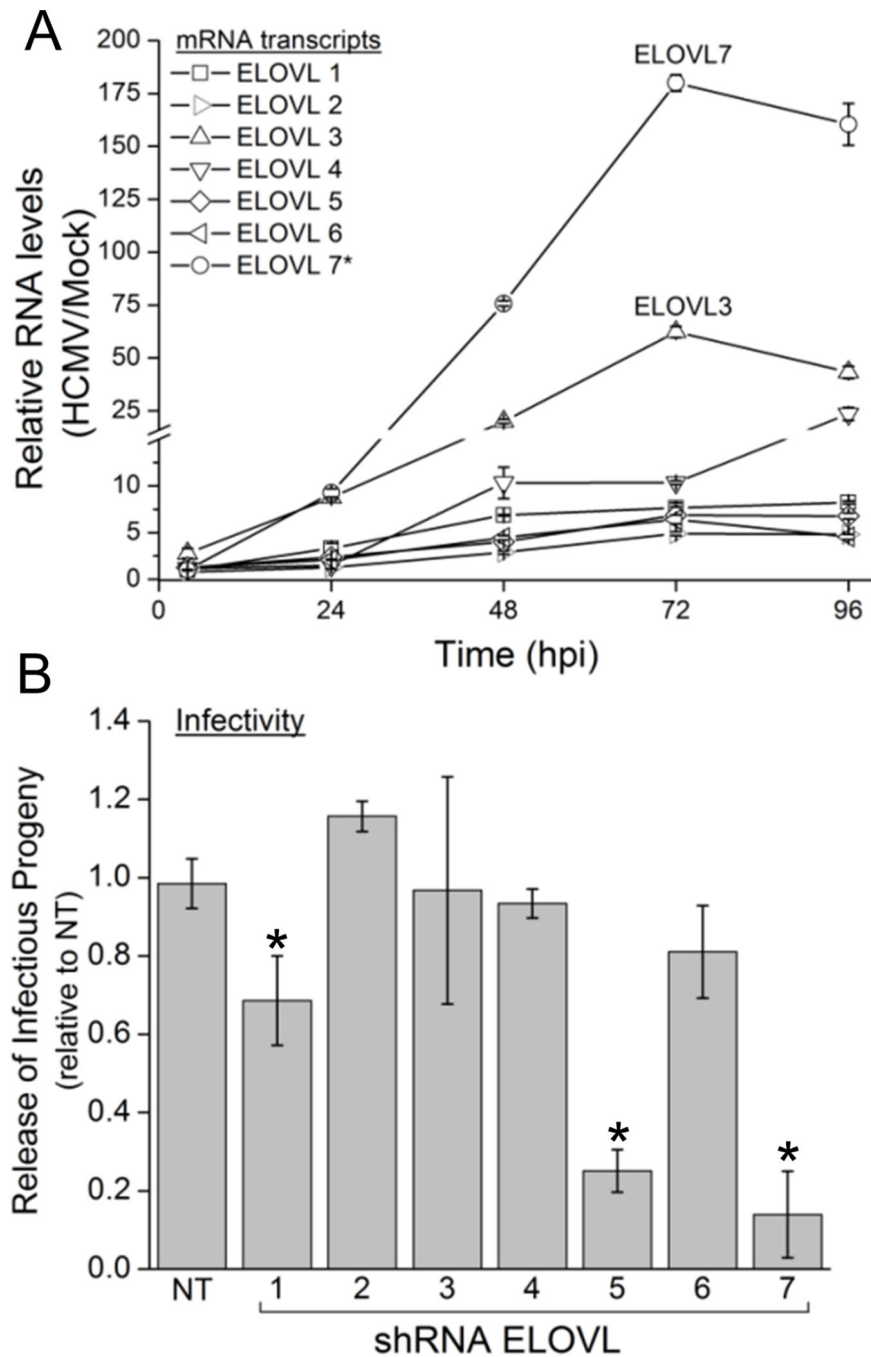 A
mRNA transcripts
ELOVL 1
ELOVL 2
ELOVL 3
ELOVL 4
ELOVL 5
ELOVL 6
ELOVL 7*
ELOVL7
ELOVL3
Relative RNA levels
(HCMV/Mock)
200
175
150
125
100
75
50
25
10
5
0
0 24 48 72 96
Time (hpi)
B
Infectivity
Release of Infectious Progeny
(relative to NT)
1.4
1.2
1.0
0.8
0.6
0.4
0.2
0.0
* * *
NT 1 2 3 4 5 6 7
shRNA ELOVL